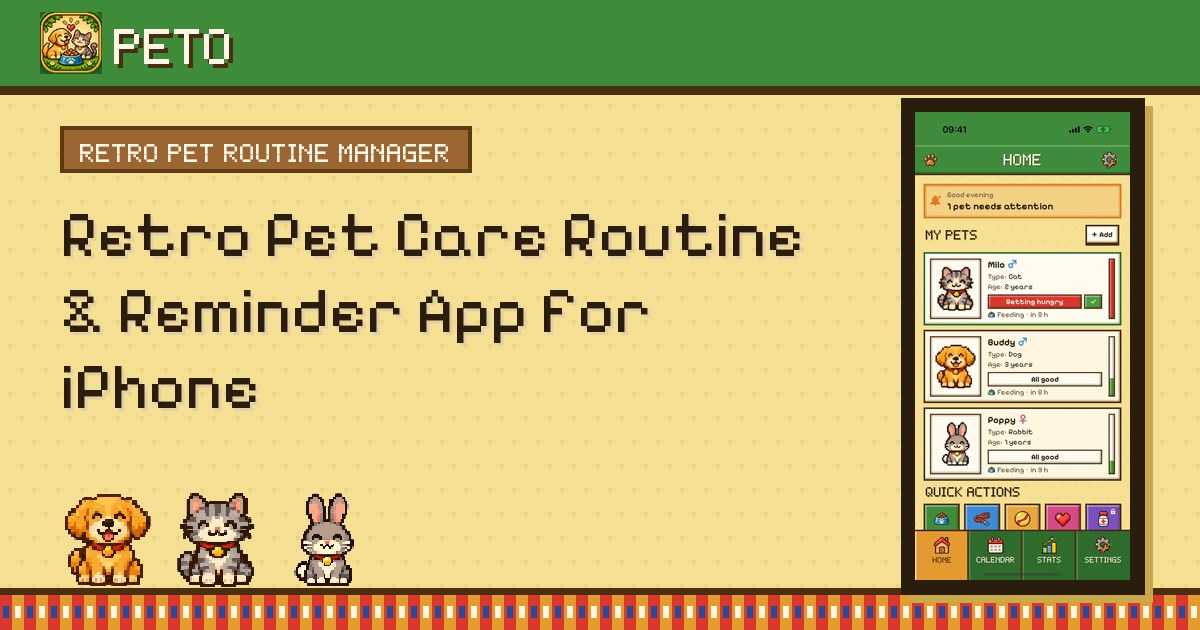 PETO
RETRO PET ROUTINE MANAGER
Retro Pet Care Routine
& Reminder App for
iPhone
09:41
HOME
Good evening
1 pet needs attention
MY PETS
+ Add
Milo ♂
Type: Cat
Age: 2 years
Getting hungry
Feeding · in 8 h
Buddy ♂
Type: Dog
Age: 3 years
All good
Feeding · in 8 h
Poppy ♀
Type: Rabbit
Age: 1 years
All good
Feeding · in 9 h
QUICK ACTIONS
HOME CALENDAR STATS SETTINGS